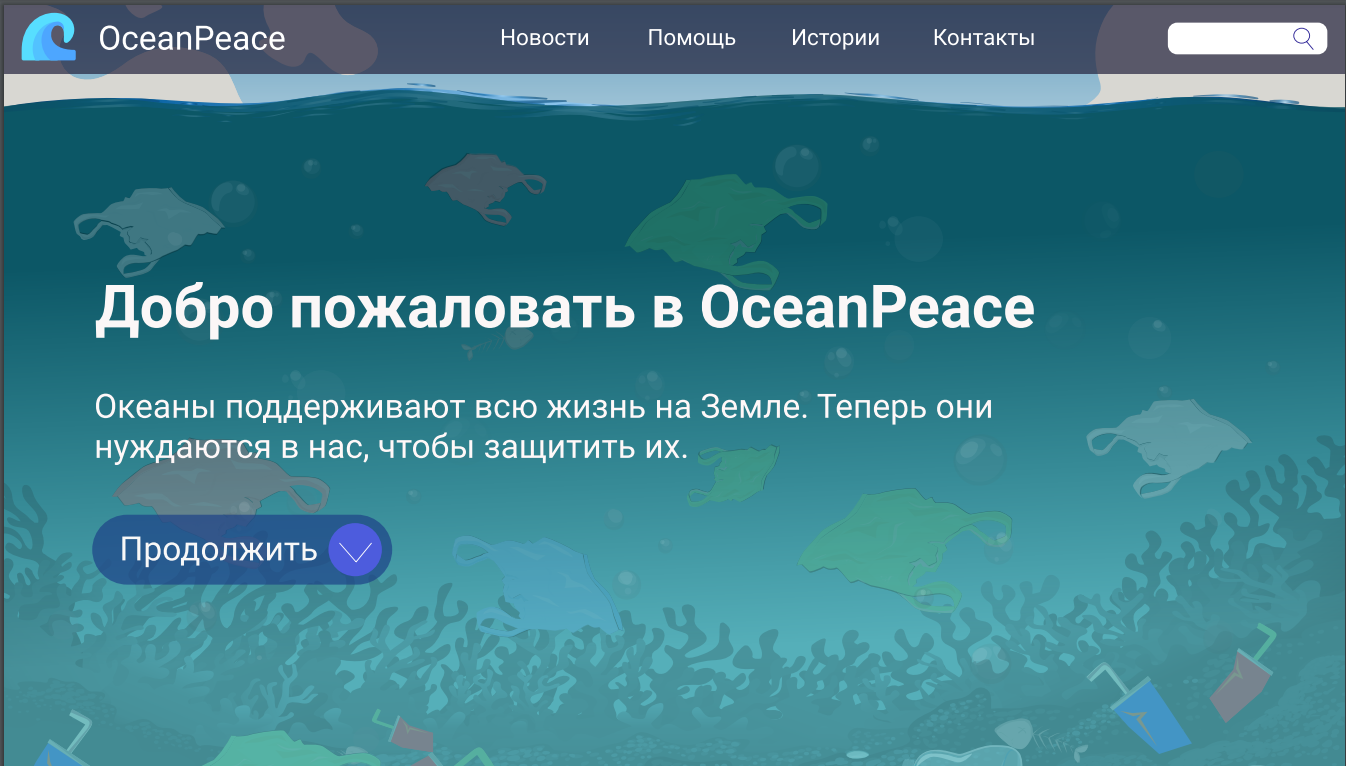 OceanPeace
Новости
Помощь
Истории
Контакты
Добро пожаловать в OceanPeace
Океаны поддерживают всю жизнь на Земле. Теперь они
нуждаются в нас, чтобы защитить их.
Продолжить